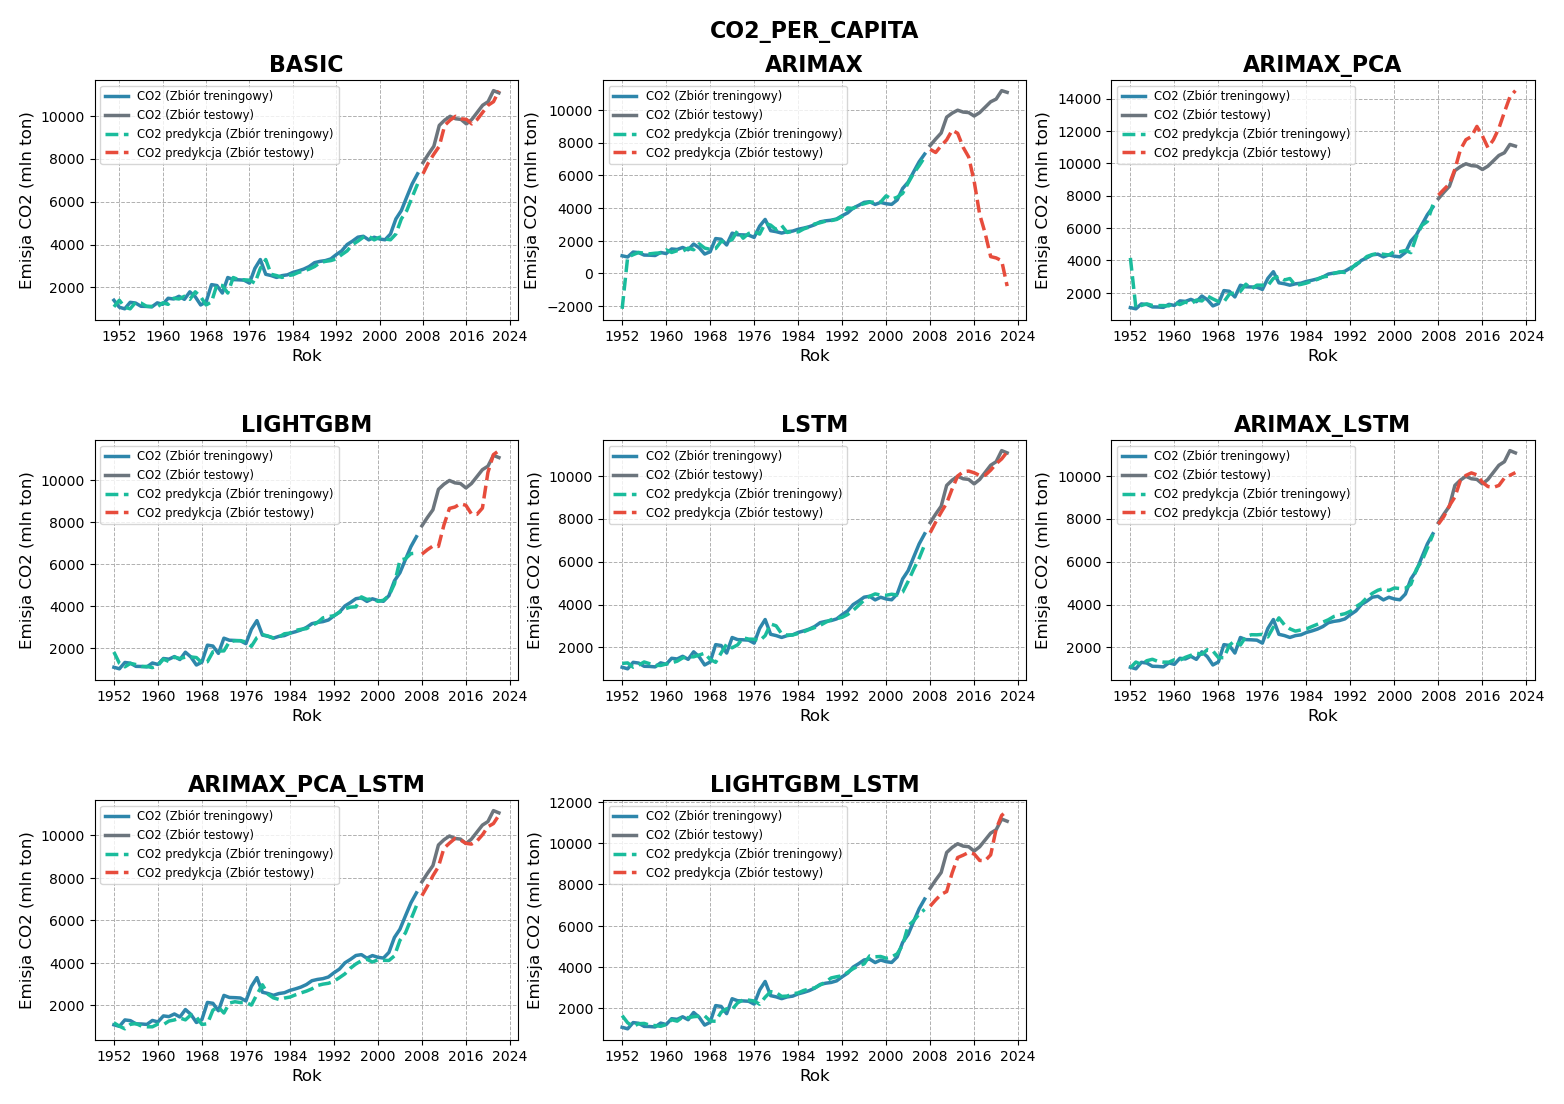 CO2_PER_CAPITA
BASIC
Emisja CO2 (mln ton)
10000
8000
6000
4000
2000
CO2 (Zbiór treningowy)
CO2 (Zbiór testowy)
CO2 predykcja (Zbiór treningowy)
CO2 predykcja (Zbiór testowy)
1952 1960 1968 1976 1984 1992 2000 2008 2016 2024
Rok
ARIMAX
Emisja CO2 (mln ton)
10000
8000
6000
4000
2000
0
−2000
CO2 (Zbiór treningowy)
CO2 (Zbiór testowy)
CO2 predykcja (Zbiór treningowy)
CO2 predykcja (Zbiór testowy)
1952 1960 1968 1976 1984 1992 2000 2008 2016 2024
Rok
ARIMAX_PCA
Emisja CO2 (mln ton)
14000
12000
10000
8000
6000
4000
2000
CO2 (Zbiór treningowy)
CO2 (Zbiór testowy)
CO2 predykcja (Zbiór treningowy)
CO2 predykcja (Zbiór testowy)
1952 1960 1968 1976 1984 1992 2000 2008 2016 2024
Rok
LIGHTGBM
Emisja CO2 (mln ton)
10000
8000
6000
4000
2000
CO2 (Zbiór treningowy)
CO2 (Zbiór testowy)
CO2 predykcja (Zbiór treningowy)
CO2 predykcja (Zbiór testowy)
1952 1960 1968 1976 1984 1992 2000 2008 2016 2024
Rok
LSTM
Emisja CO2 (mln ton)
10000
8000
6000
4000
2000
CO2 (Zbiór treningowy)
CO2 (Zbiór testowy)
CO2 predykcja (Zbiór treningowy)
CO2 predykcja (Zbiór testowy)
1952 1960 1968 1976 1984 1992 2000 2008 2016 2024
Rok
ARIMAX_LSTM
Emisja CO2 (mln ton)
10000
8000
6000
4000
2000
CO2 (Zbiór treningowy)
CO2 (Zbiór testowy)
CO2 predykcja (Zbiór treningowy)
CO2 predykcja (Zbiór testowy)
1952 1960 1968 1976 1984 1992 2000 2008 2016 2024
Rok
ARIMAX_PCA_LSTM
Emisja CO2 (mln ton)
10000
8000
6000
4000
2000
CO2 (Zbiór treningowy)
CO2 (Zbiór testowy)
CO2 predykcja (Zbiór treningowy)
CO2 predykcja (Zbiór testowy)
1952 1960 1968 1976 1984 1992 2000 2008 2016 2024
Rok
LIGHTGBM_LSTM
Emisja CO2 (mln ton)
12000
10000
8000
6000
4000
2000
CO2 (Zbiór treningowy)
CO2 (Zbiór testowy)
CO2 predykcja (Zbiór treningowy)
CO2 predykcja (Zbiór testowy)
1952 1960 1968 1976 1984 1992 2000 2008 2016 2024
Rok